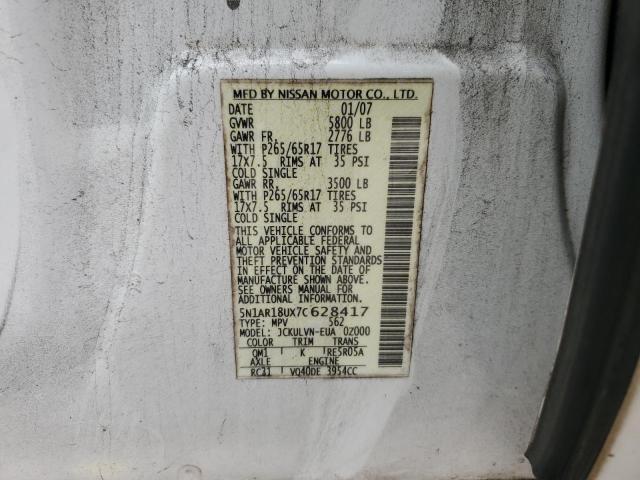 MFD BY NISSAN MOTOR CO., LTD.
DATE 01/07
GVWR 5800 LB
GAWR FR. 2776 LB
WITH P265/65R17 TIRES
17X7.5 RIMS AT 35 PSI
COLD SINGLE
GAWR RR. 3500 LB
WITH P265/65R17 TIRES
17X7.5 RIMS AT 35 PSI
COLD SINGLE
THIS VEHICLE CONFORMS TO
ALL APPLICABLE FEDERAL
MOTOR VEHICLE SAFETY AND
THEFT PREVENTION STANDARDS
IN EFFECT ON THE DATE OF
MANUFACTURE SHOWN ABOVE.
SEE OWNERS MANUAL FOR
ADDITIONAL INFORMATION.
5N1AR18UX7C628417
TYPE: MPV 562
MODEL: JCKULVN-EUA 0Z000
COLOR TRIM TRANS
QM1 K RE5R05A
AXLE ENGINE
RC31 VQ40DE 3954CC